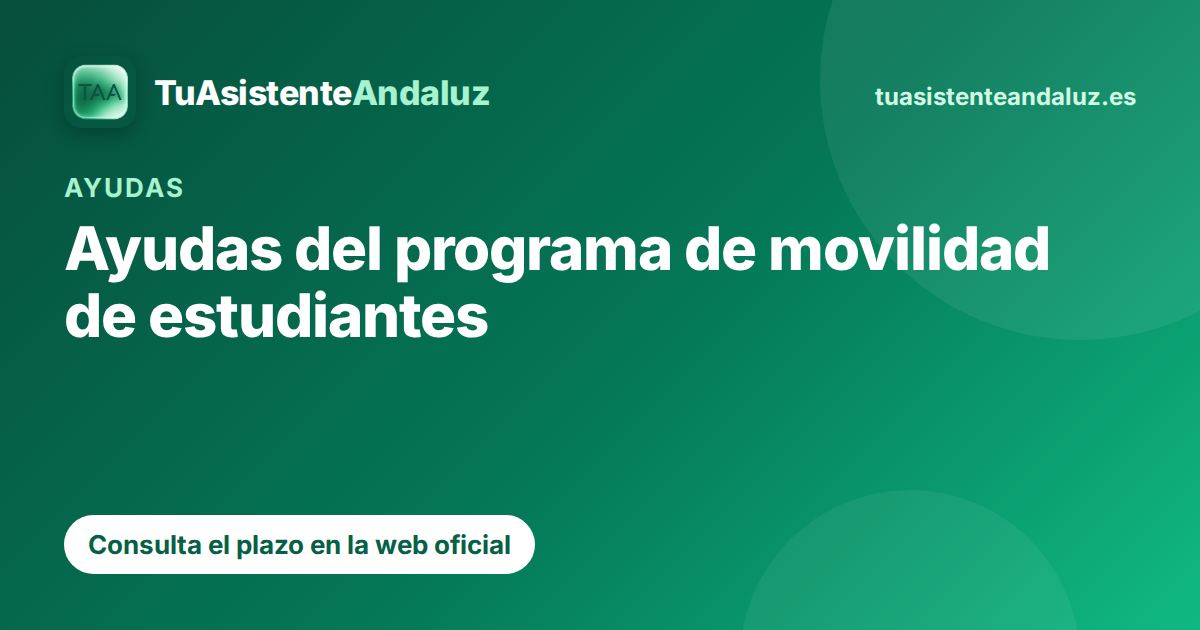 TAA
TuAsistenteAndaluz
tuasistenteandaluz.es
AYUDAS
Ayudas del programa de movilidad
de estudiantes
Consulta el plazo en la web oficial